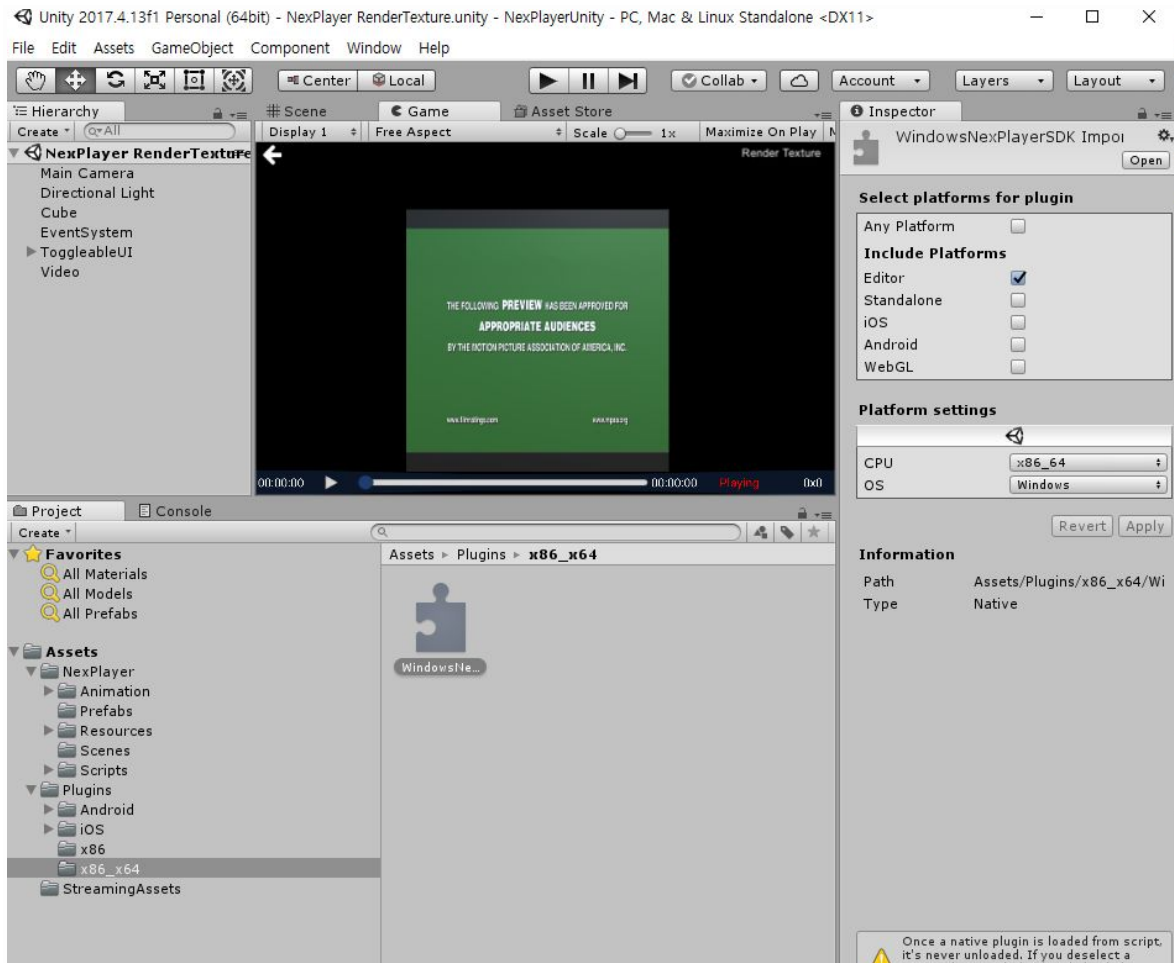 Unity 2017.4.13f1 Personal (64bit) - NexPlayer RenderTexture.unity - NexPlayerUnity - PC, Mac & Linux Standalone <DX11>
File Edit Assets GameObject Component Window Help
Center Local Collab Account Layers Layout
Hierarchy
Create All
NexPlayer RenderTexture
Main Camera
Directional Light
Cube
EventSystem
ToggleableUI
Video
Scene Game Asset Store
Display 1 Free Aspect Scale 1x Maximize On Play
Render Texture
THE FOLLOWING PREVIEW HAS BEEN APPROVED FOR
APPROPRIATE AUDIENCES
BY THE MOTION PICTURE ASSOCIATION OF AMERICA, INC.
www.filmratings.com www.mpaa.org
00:00:00 00:00:00 Playing 0x0
Inspector
WindowsNexPlayerSDK Impor
Open
Select platforms for plugin
Any Platform
Include Platforms
Editor
Standalone
iOS
Android
WebGL
Platform settings
CPU x86_64
OS Windows
Revert Apply
Information
Path Assets/Plugins/x86_x64/Wi
Type Native
Once a native plugin is loaded from script,
it's never unloaded. If you deselect a
Project Console
Create
Favorites
All Materials
All Models
All Prefabs
Assets
NexPlayer
Animation
Prefabs
Resources
Scenes
Scripts
Plugins
Android
iOS
x86
x86_x64
StreamingAssets
Assets Plugins x86_x64
WindowsNe...